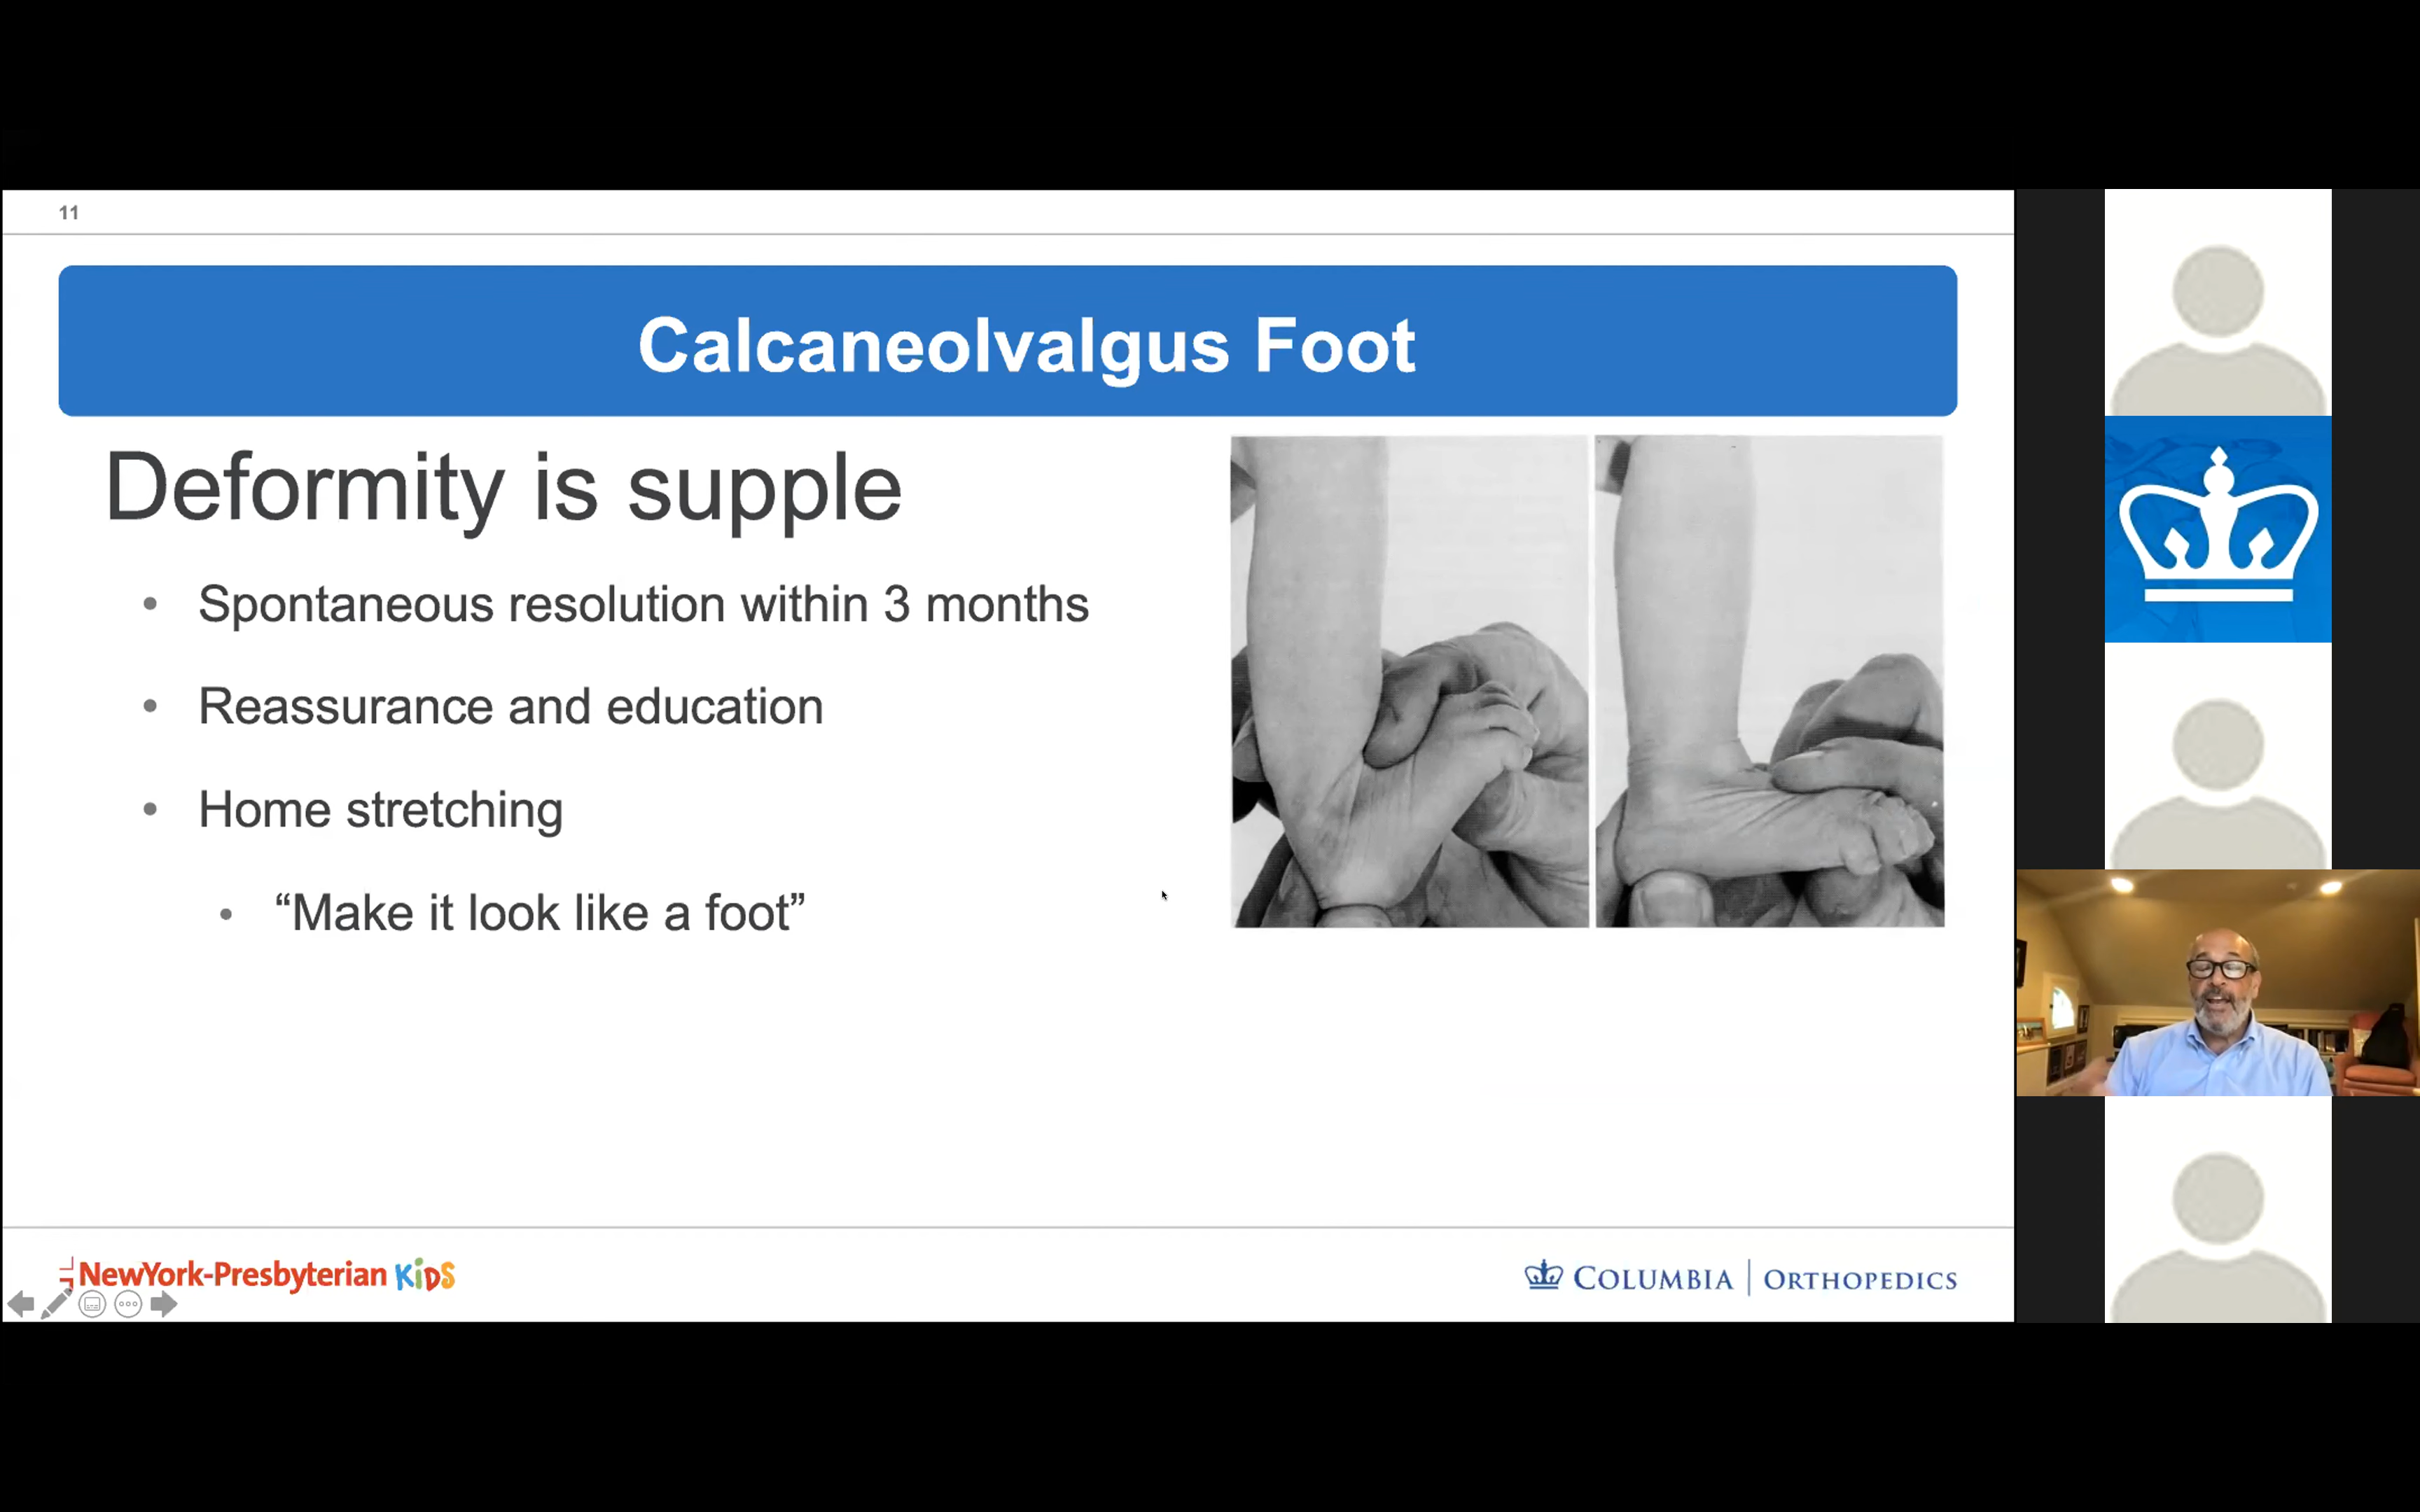 11
Calcaneolvalgus Foot
Deformity is supple
• Spontaneous resolution within 3 months
• Reassurance and education
• Home stretching
• “Make it look like a foot”
NewYork-Presbyterian KiDS
COLUMBIA | ORTHOPEDICS